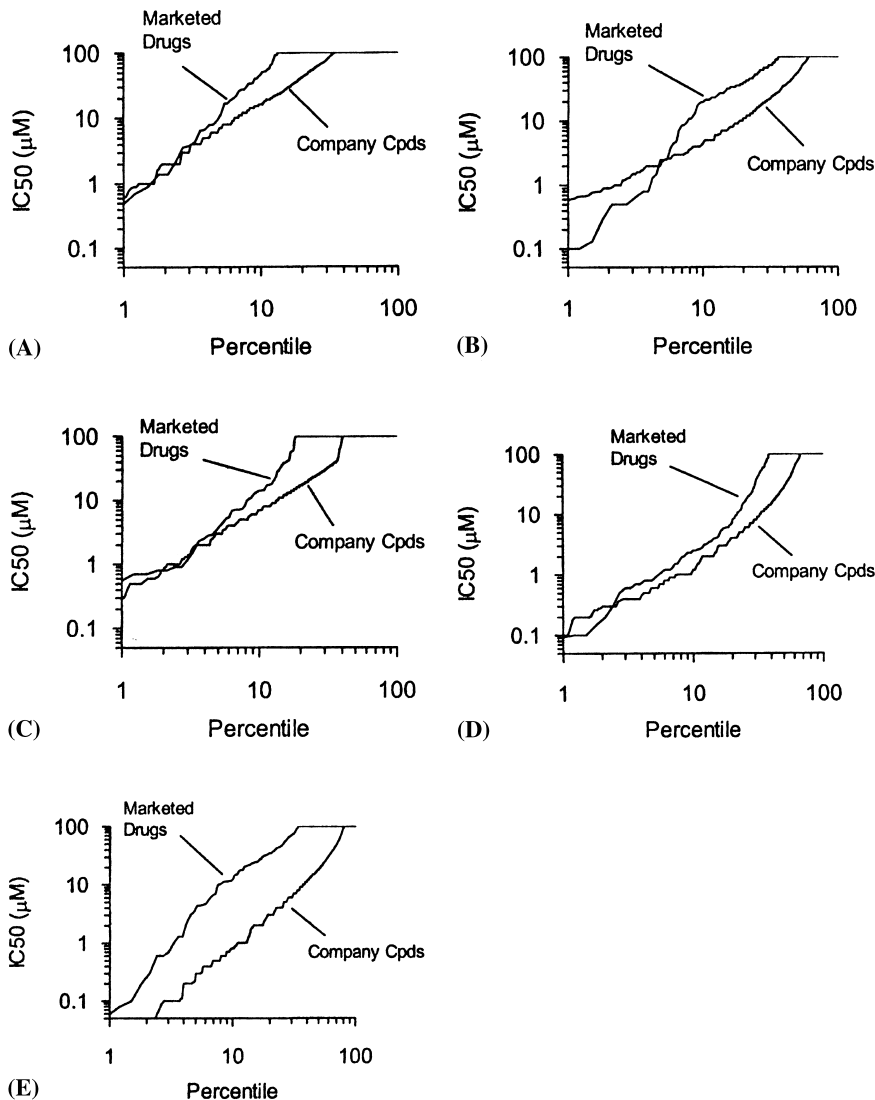 Marketed
Drugs
100
10
1
0.1
IC50 (μM)
Company Cpds
1 10 100
Percentile
(A)
Marketed
Drugs
100
10
1
0.1
IC50 (μM)
Company Cpds
1 10 100
Percentile
(B)
Marketed
Drugs
100
10
1
0.1
IC50 (μM)
Company Cpds
1 10 100
Percentile
(C)
Marketed
Drugs
100
10
1
0.1
IC50 (μM)
Company Cpds
1 10 100
Percentile
(D)
Marketed
Drugs
100
10
1
0.1
IC50 (μM)
Company Cpds
1 10 100
Percentile
(E)